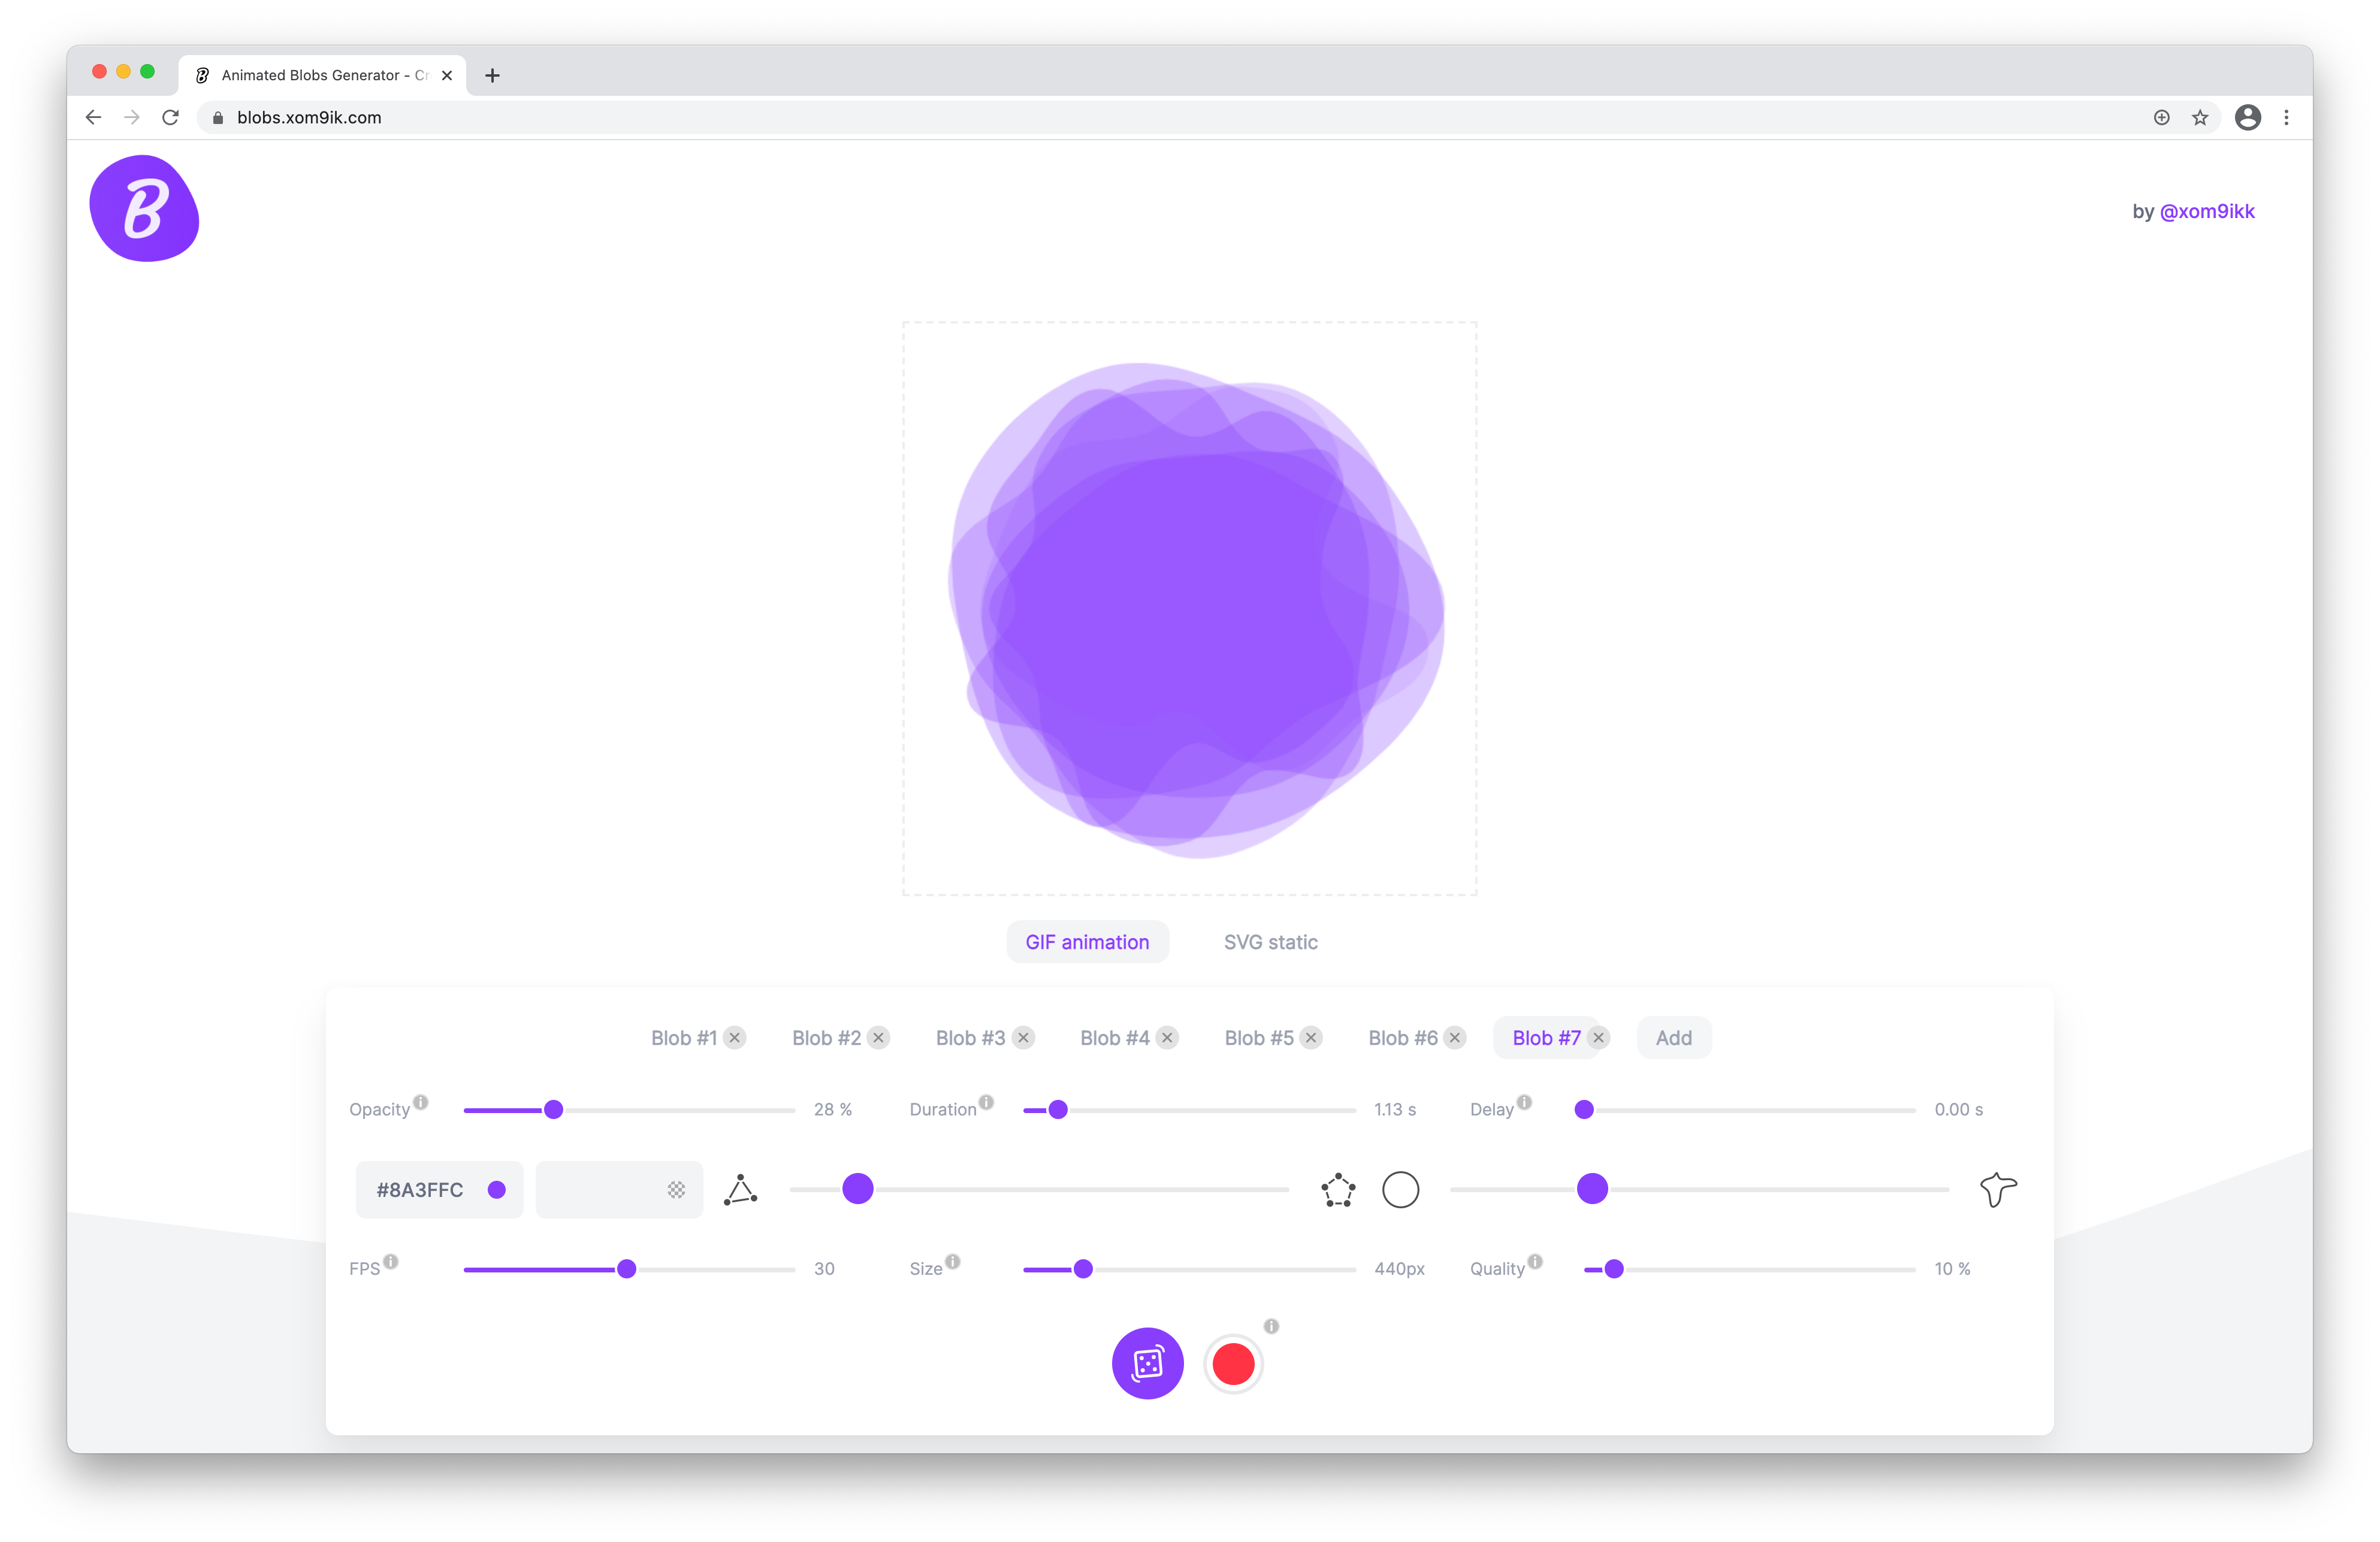 Animated Blobs Generator - Cr
blobs.xom9ik.com
B
by @xom9ikk
GIF animation SVG static
Blob #1 Blob #2 Blob #3 Blob #4 Blob #5 Blob #6 Blob #7 Add
Opacity 28 % Duration 1.13 s Delay 0.00 s
#8A3FFC
FPS 30 Size 440px Quality 10 %